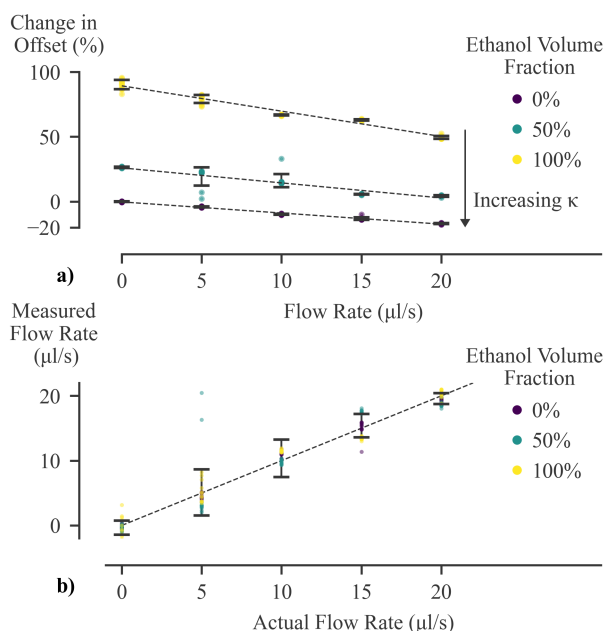 Change in
Offset (%)
Ethanol Volume
Fraction
100
0%
50%
50
100%
0
Increasing κ
−20
0 5 10 15 20
a)
Flow Rate (μl/s)
Measured
Flow Rate
(μl/s)
Ethanol Volume
Fraction
20
0%
50%
10
100%
0
0 5 10 15 20
b)
Actual Flow Rate (μl/s)